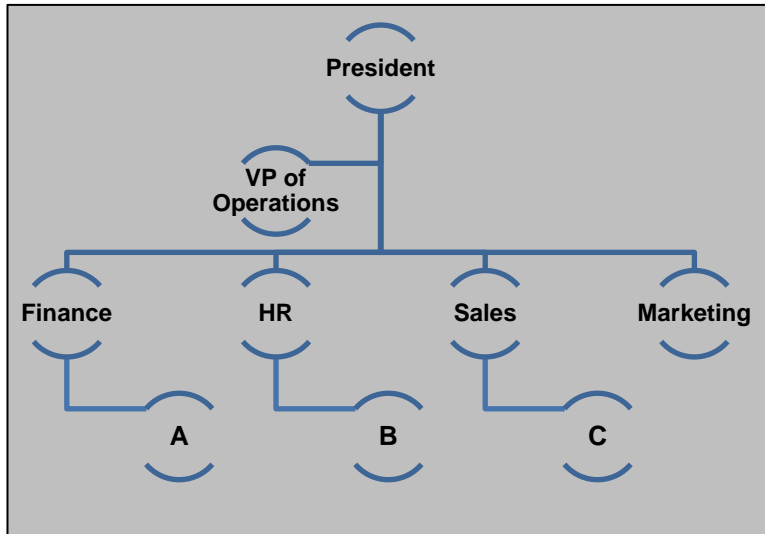 President
VP of
Operations
Finance
HR
Sales
Marketing
A
B
C